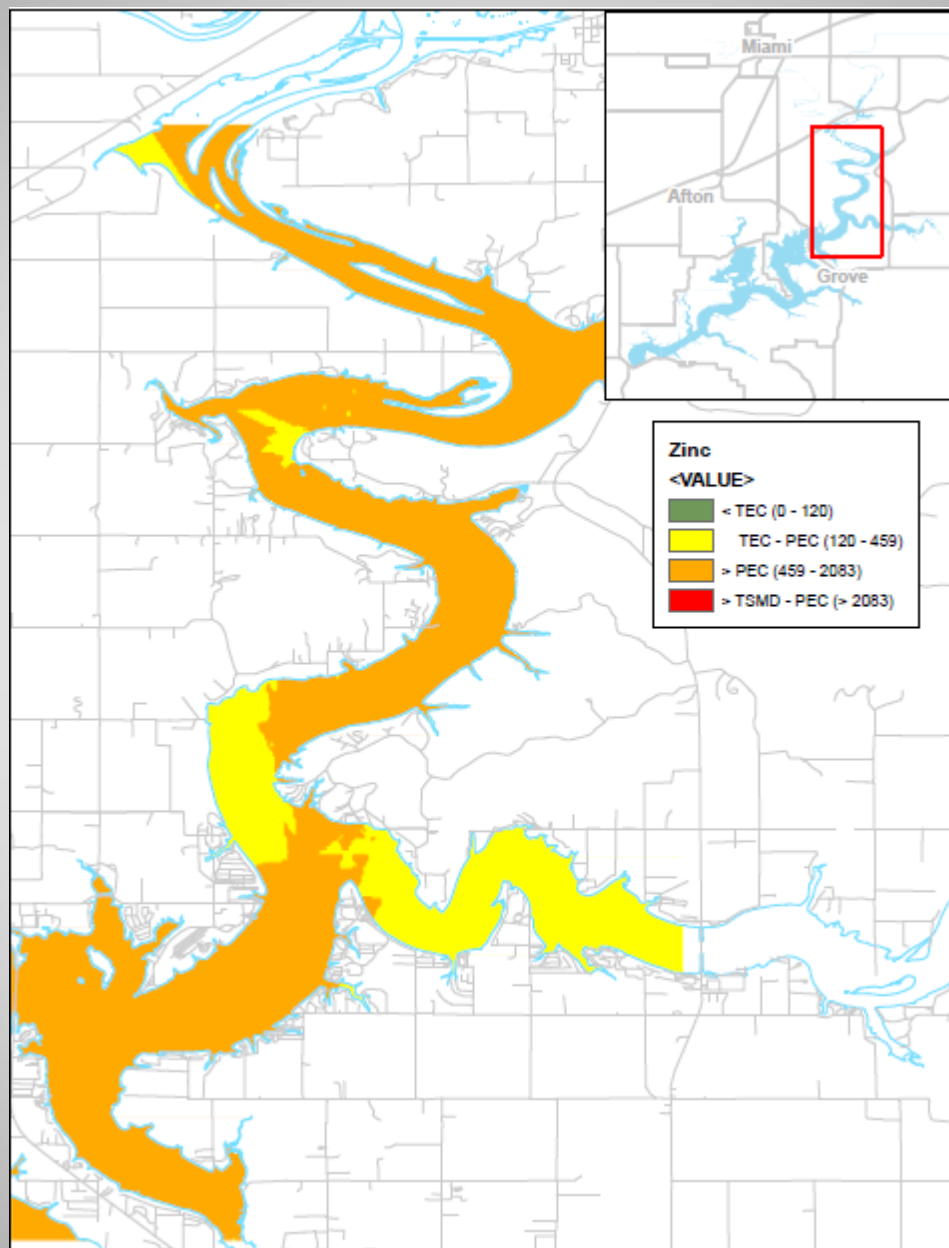 Miami
Afton
Grove
Zinc
<VALUE>
< TEC (0 - 120)
TEC - PEC (120 - 459)
> PEC (459 - 2083)
> TSMD - PEC (> 2083)